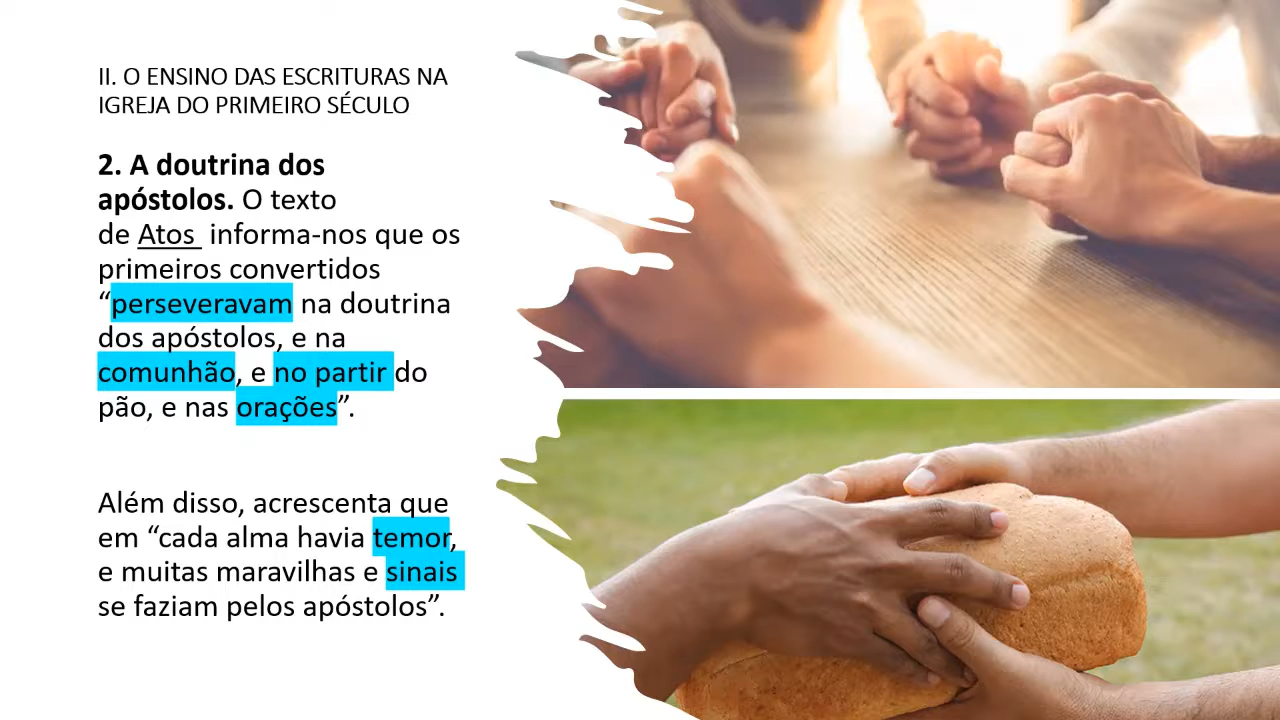 II. O ENSINO DAS ESCRITURAS NA
IGREJA DO PRIMEIRO SÉCULO
2. A doutrina dos
apóstolos. O texto
de Atos informa-nos que os
primeiros convertidos
“perseveravam na doutrina
dos apóstolos, e na
comunhão, e no partir do
pão, e nas orações”.
Além disso, acrescenta que
em “cada alma havia temor,
e muitas maravilhas e sinais
se faziam pelos apóstolos”.